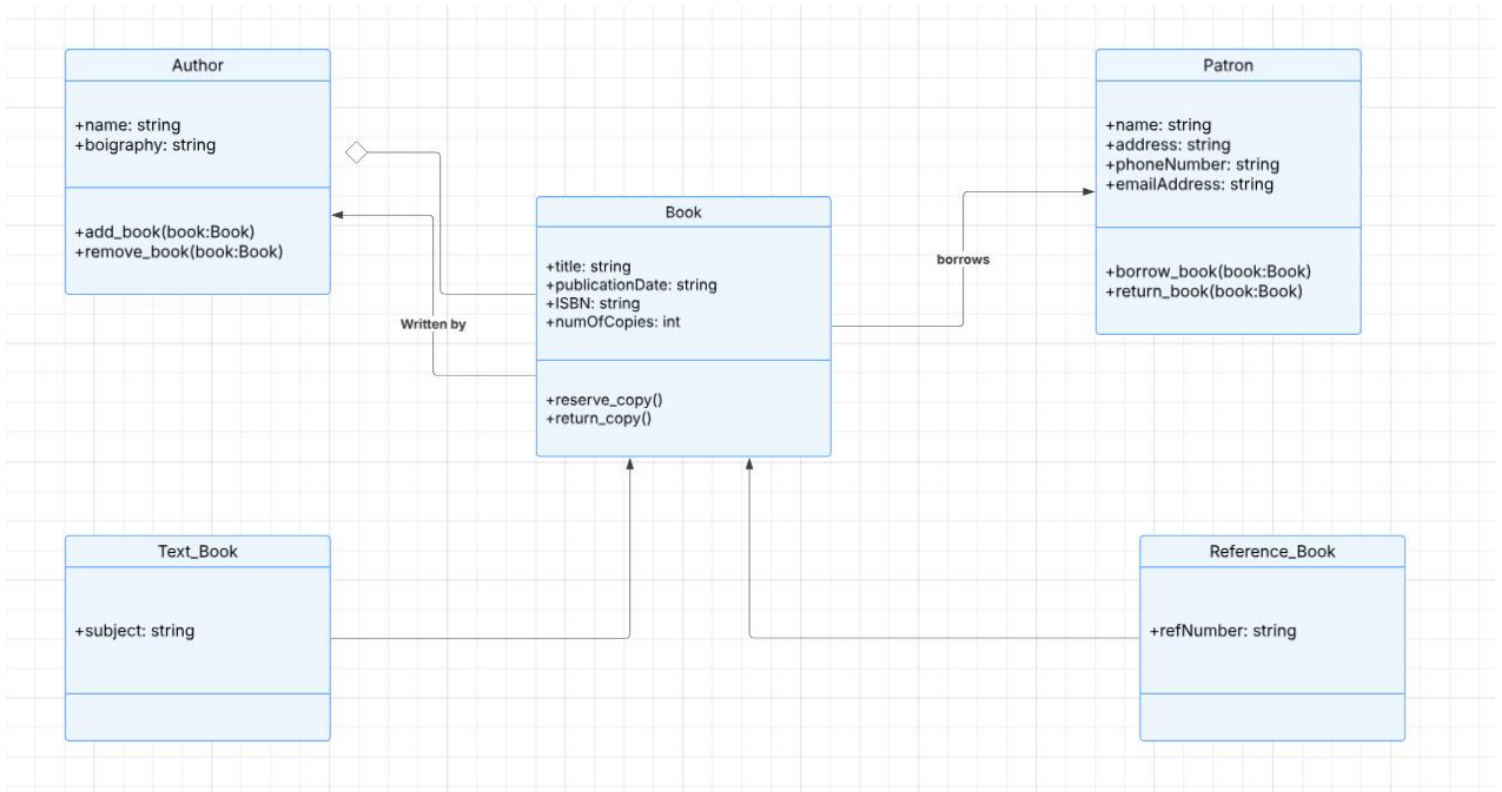 Author
+name: string
+boigraphy: string
+add_book(book:Book)
+remove_book(book:Book)
Patron
+name: string
+address: string
+phoneNumber: string
+emailAddress: string
+borrow_book(book:Book)
+return_book(book:Book)
Book
+title: string
+publicationDate: string
+ISBN: string
+numOfCopies: int
+reserve_copy()
+return_copy()
Written by
borrows
Text_Book
+subject: string
Reference_Book
+refNumber: string